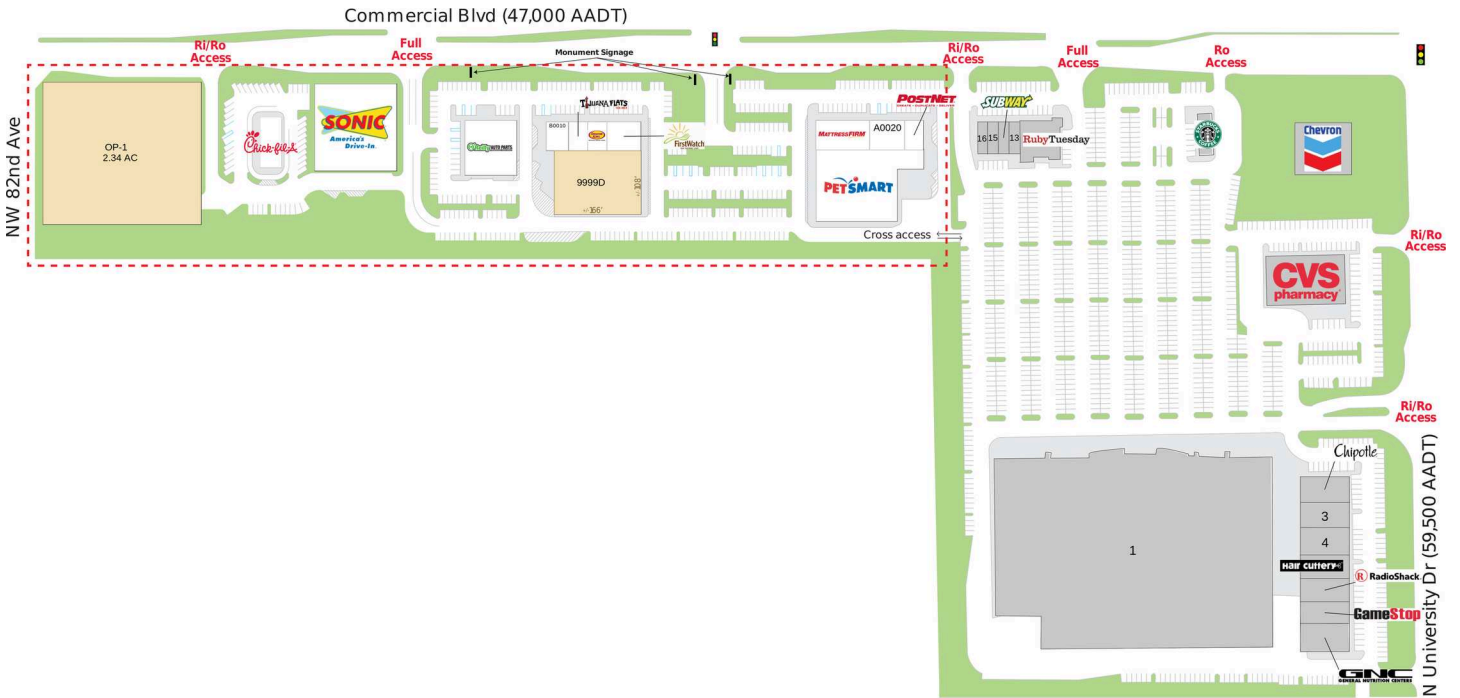 Commercial Blvd (47,000 AADT)
Ri/Ro
Access
Full
Access
Monument Signage
Ri/Ro
Access
Full
Access
Ro
Access
NW 82nd Ave
OP-1
2.34 AC
Chick-fil-A
SONIC
America's
Drive-In
AUTO PARTS
TIJUANA FLATS
B0010
FirstWatch
9999D
+/-166'
+/-108'
POSTNET
MATTRESSFIRM
A0020
PETSMART
Cross access
SUBWAY
16
15
13
RubyTuesday
STARBUCKS
COFFEE
Chevron
Ri/Ro
Access
CVS
pharmacy
Ri/Ro
Access
N University Dr (59,500 AADT)
Chipotle
3
4
1
Hair Cuttery
R RadioShack
GameStop
GNC
GENERAL NUTRITION CENTERS